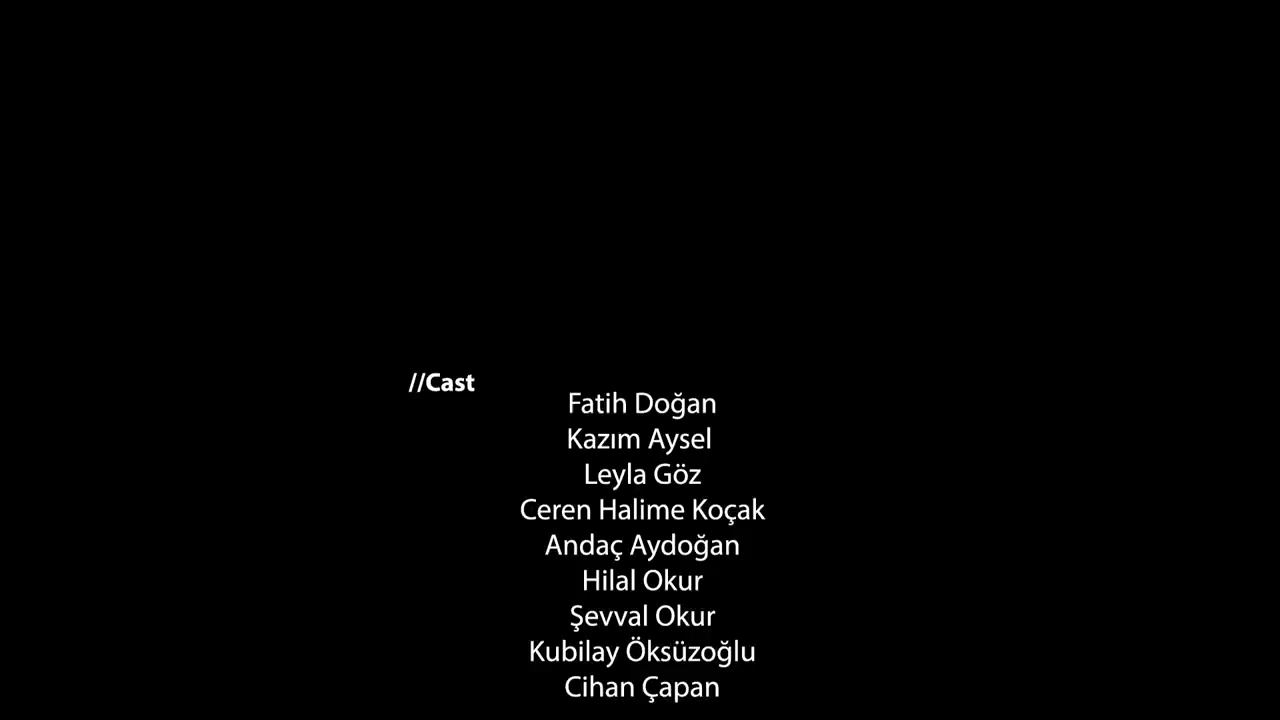 //Cast
Fatih Doğan
Kazım Aysel
Leyla Göz
Ceren Halime Koçak
Andaç Aydoğan
Hilal Okur
Şevval Okur
Kubilay Öksüzoğlu
Cihan Çapan